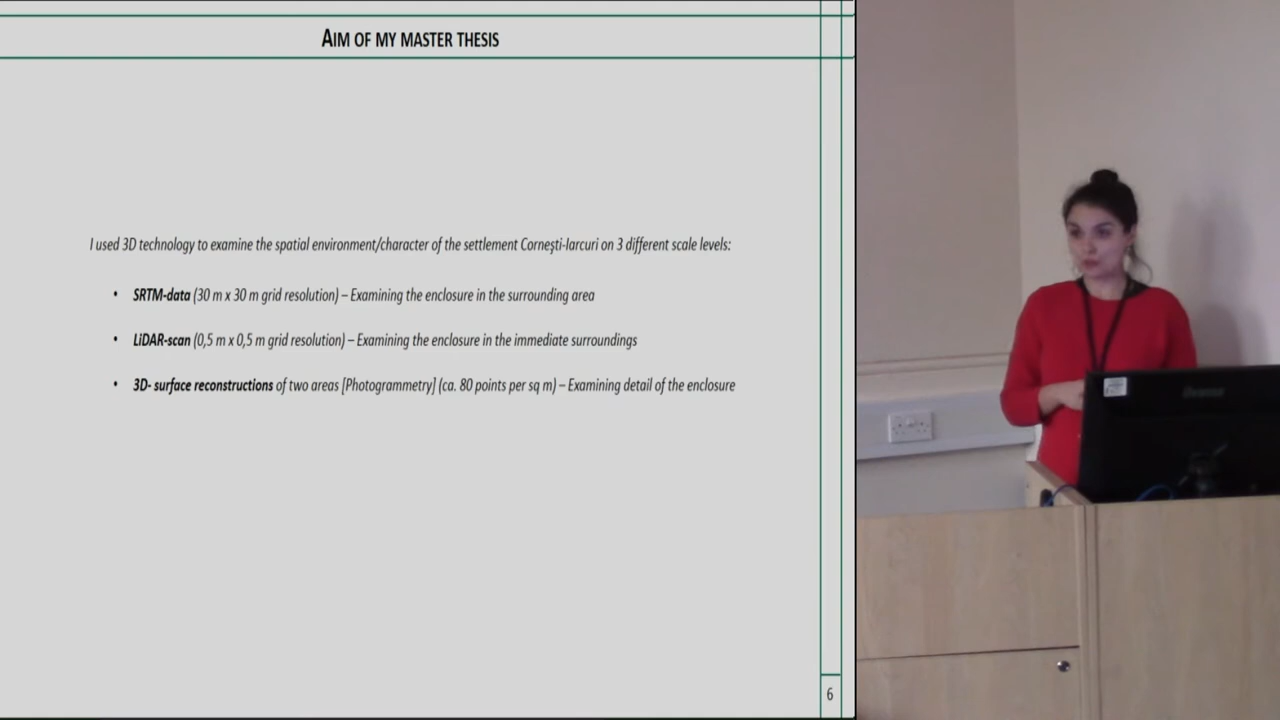 AIM OF MY MASTER THESIS
I used 3D technology to examine the spatial environment/character of the settlement Corneşti-Iarcuri on 3 different scale levels:
• SRTM-data (30 m x 30 m grid resolution) – Examining the enclosure in the surrounding area
• LiDAR-scan (0,5 m x 0,5 m grid resolution) – Examining the enclosure in the immediate surroundings
• 3D- surface reconstructions of two areas [Photogrammetry] (ca. 80 points per sq m) – Examining detail of the enclosure
6